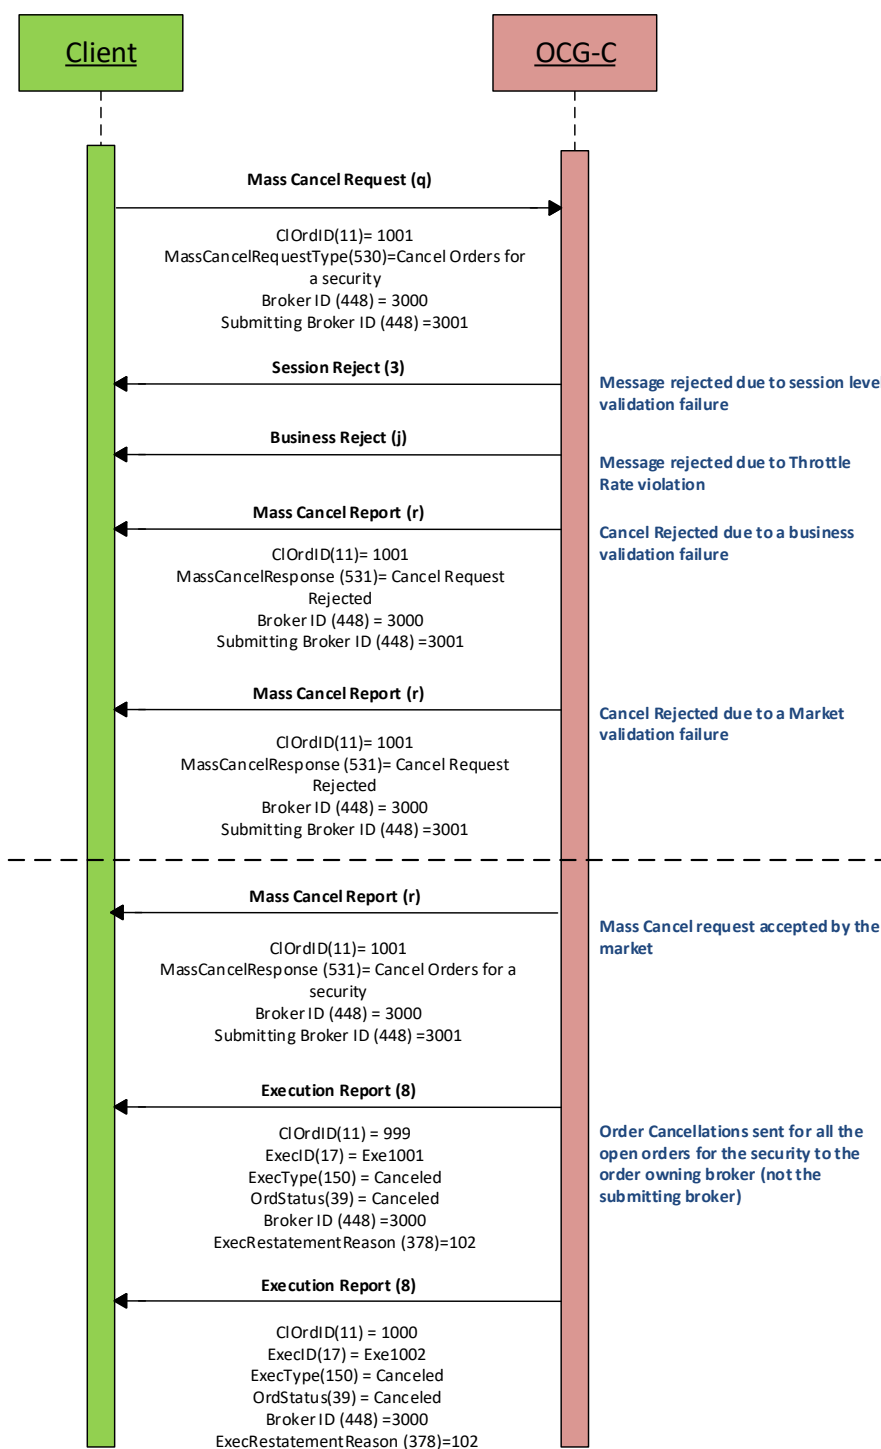 Client
OCG-C
Mass Cancel Request (q)
ClOrdID(11)= 1001
MassCancelRequestType(530)=Cancel Orders for
a security
Broker ID (448) = 3000
Submitting Broker ID (448) =3001
Session Reject (3)
Message rejected due to session level
validation failure
Business Reject (j)
Message rejected due to Throttle
Rate violation
Mass Cancel Report (r)
Cancel Rejected due to a business
validation failure
ClOrdID(11)= 1001
MassCancelResponse (531)= Cancel Request
Rejected
Broker ID (448) = 3000
Submitting Broker ID (448) =3001
Mass Cancel Report (r)
Cancel Rejected due to a Market
validation failure
ClOrdID(11)= 1001
MassCancelResponse (531)= Cancel Request
Rejected
Broker ID (448) = 3000
Submitting Broker ID (448) =3001
Mass Cancel Report (r)
Mass Cancel request accepted by the
market
ClOrdID(11)= 1001
MassCancelResponse (531)= Cancel Orders for a
security
Broker ID (448) = 3000
Submitting Broker ID (448) =3001
Execution Report (8)
Order Cancellations sent for all the
open orders for the security to the
order owning broker (not the
submitting broker)
ClOrdID(11) = 999
ExecID(17) = Exe1001
ExecType(150) = Canceled
OrdStatus(39) = Canceled
Broker ID (448) =3000
ExecRestatementReason (378)=102
Execution Report (8)
ClOrdID(11) = 1000
ExecID(17) = Exe1002
ExecType(150) = Canceled
OrdStatus(39) = Canceled
Broker ID (448) =3000
ExecRestatementReason (378)=102